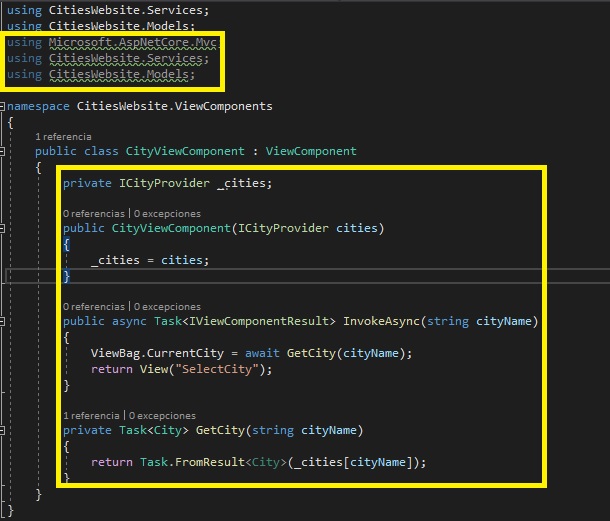 using CitiesWebsite.Services;
using CitiesWebsite.Models;
using Microsoft.AspNetCore.Mvc;
using CitiesWebsite.Services;
using CitiesWebsite.Models;
namespace CitiesWebsite.ViewComponents
{
1 referencia
public class CityViewComponent : ViewComponent
{
private ICityProvider _cities;
0 referencias | 0 excepciones
public CityViewComponent(ICityProvider cities)
{
_cities = cities;
}
0 referencias | 0 excepciones
public async Task<IViewComponentResult> InvokeAsync(string cityName)
{
ViewBag.CurrentCity = await GetCity(cityName);
return View("SelectCity");
}
1 referencia | 0 excepciones
private Task<City> GetCity(string cityName)
{
return Task.FromResult<City>(_cities[cityName]);
}
}
}